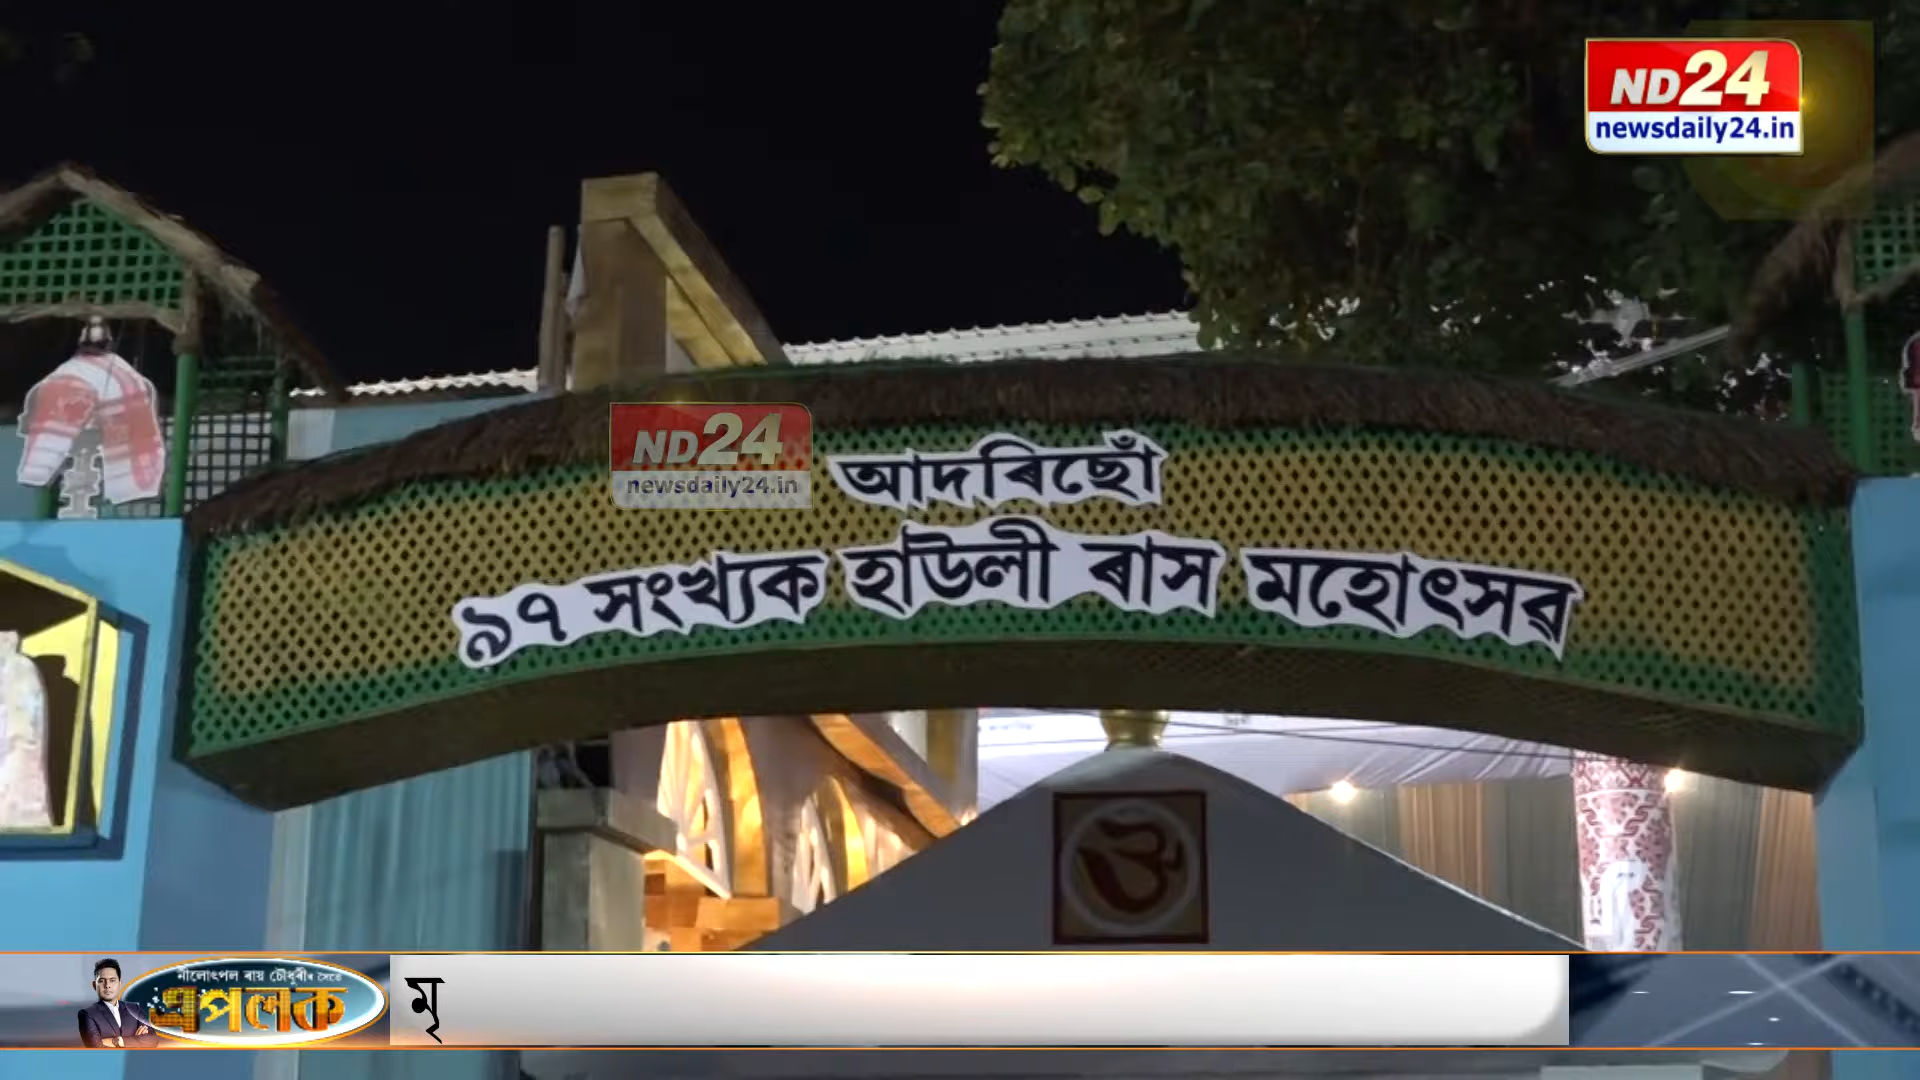 ND24
newsdaily24.in
ND24
newsdaily24.in
আদৰিছোঁ
৯৭ সংখ্যক হাউলী ৰাস মহোৎসৱ
নীলোৎপল ৰায় চৌধুৰীৰ সৈতে
এপলক
মৃ